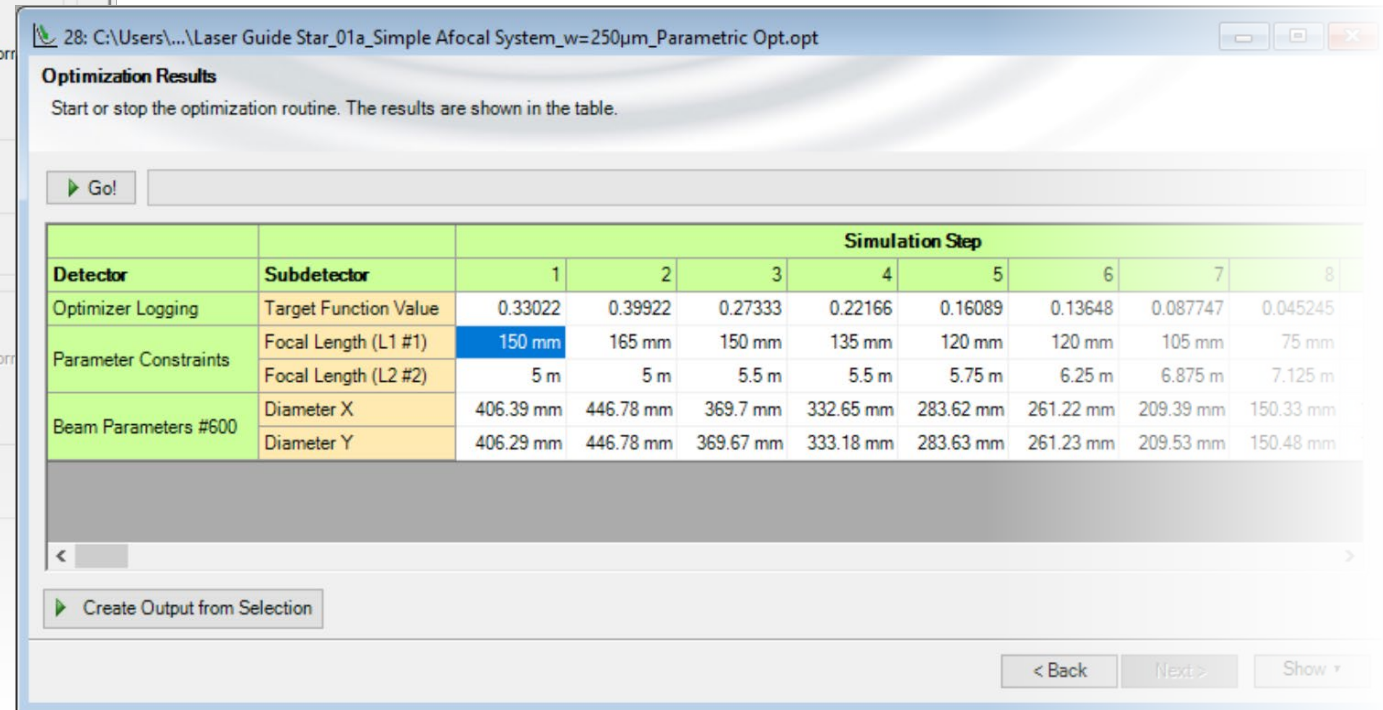 28: C:\Users\...\Laser Guide Star_01a_Simple Afocal System_w=250µm_Parametric Opt.opt
Optimization Results
Start or stop the optimization routine. The results are shown in the table.
Go!
Simulation Step
Detector Subdetector 1 2 3 4 5 6 7 8
Optimizer Logging Target Function Value 0.33022 0.39922 0.27333 0.22166 0.16089 0.13648 0.087747 0.045245
Parameter Constraints
Focal Length (L1 #1) 150 mm 165 mm 150 mm 135 mm 120 mm 120 mm 105 mm 75 mm
Focal Length (L2 #2) 5 m 5 m 5.5 m 5.5 m 5.75 m 6.25 m 6.875 m 7.125 m
Beam Parameters #600
Diameter X 406.39 mm 446.78 mm 369.7 mm 332.65 mm 283.62 mm 261.22 mm 209.39 mm 150.33 mm
Diameter Y 406.29 mm 446.78 mm 369.67 mm 333.18 mm 283.63 mm 261.23 mm 209.53 mm 150.48 mm
Create Output from Selection
< Back Next > Show